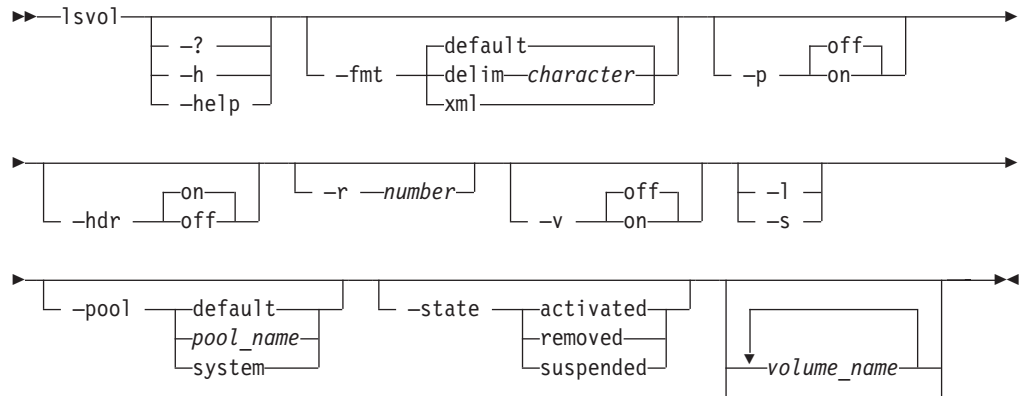 lsvol
–?
–h
–help
–fmt
default
delim character
xml
–p
off
on
–hdr
on
off
–r number
–v
off
on
–l
–s
–pool
default
pool_name
system
–state
activated
removed
suspended
volume_name